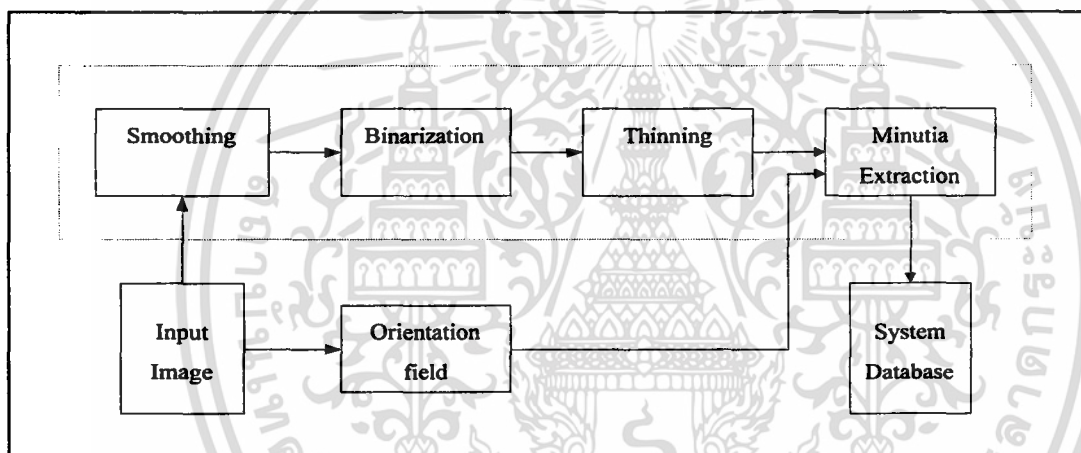 Smoothing
Binarization
Thinning
Minutia
Extraction
Input
Image
Orientation
field
System
Database